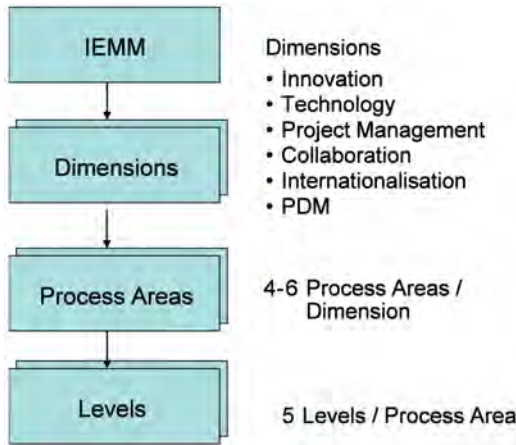 IEMM
Dimensions
Process Areas
Levels
Dimensions
• Innovation
• Technology
• Project Management
• Collaboration
• Internationalisation
• PDM
4-6 Process Areas /
Dimension
5 Levels / Process Area